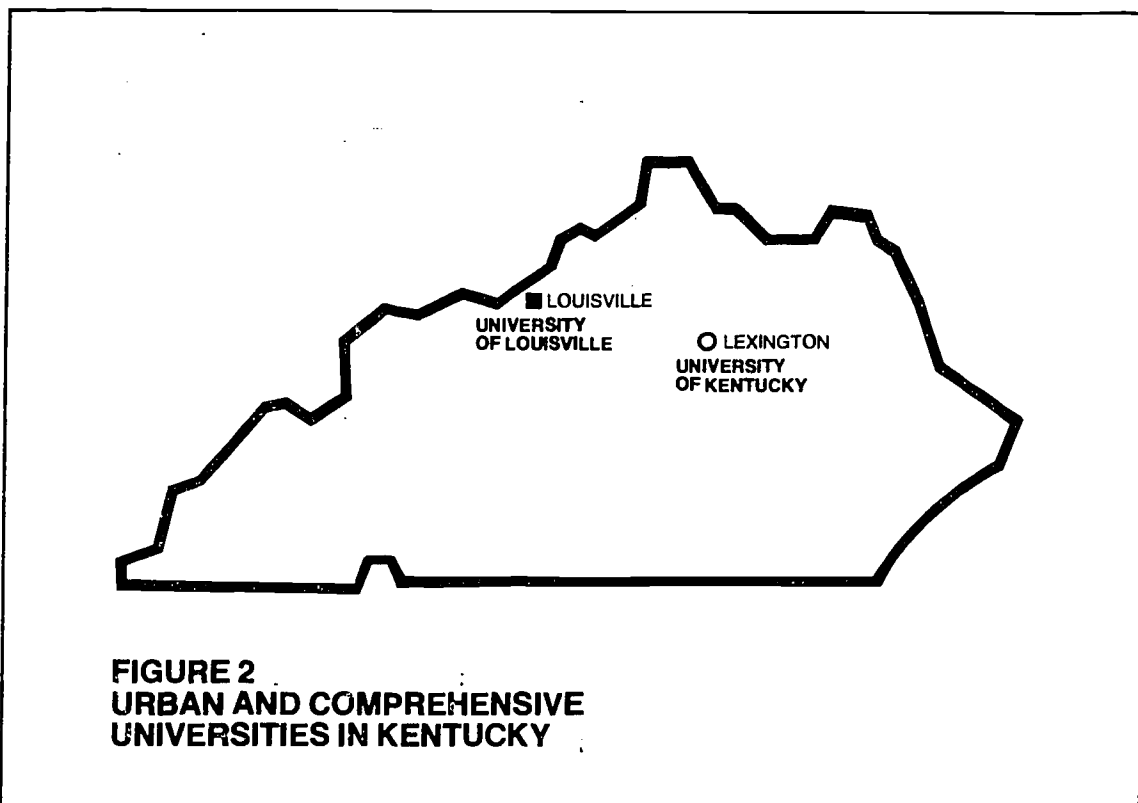 LOUISVILLE
UNIVERSITY
OF LOUISVILLE
LEXINGTON
UNIVERSITY
OF KENTUCKY
FIGURE 2
URBAN AND COMPREHENSIVE
UNIVERSITIES IN KENTUCKY